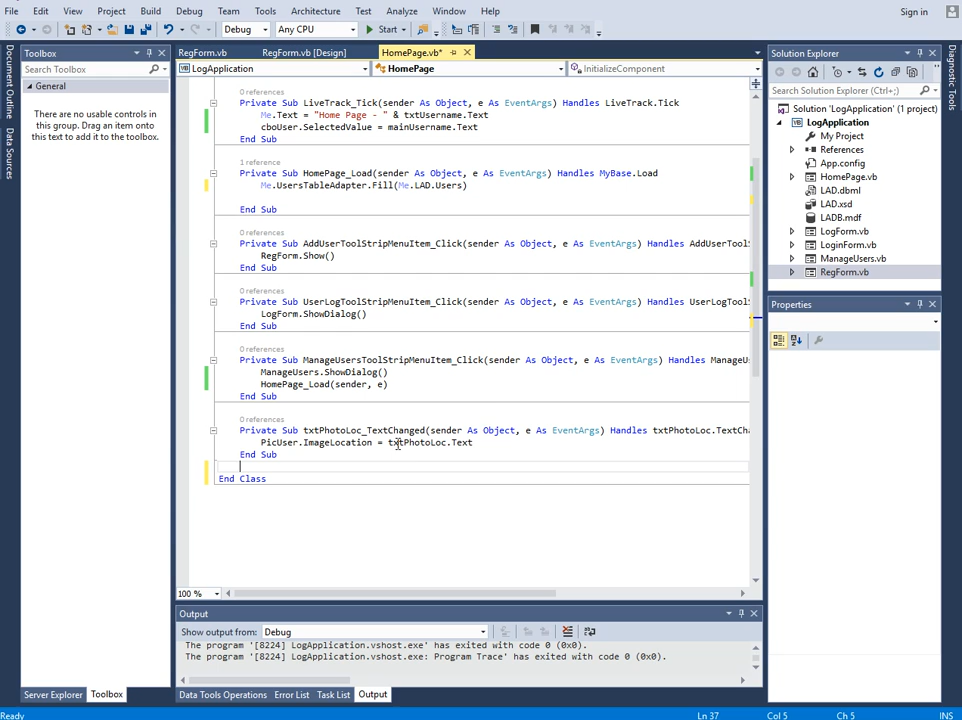 File Edit View Project Build Debug Team Tools Architecture Test Analyze Window Help Sign in
Debug Any CPU Start
Document Outline
Data Sources
Toolbox
Search Toolbox
General
There are no usable controls in
this group. Drag an item onto
this text to add it to the toolbox.
Server Explorer Toolbox
RegForm.vb RegForm.vb [Design] HomePage.vb*
LogApplication HomePage InitializeComponent
0 references
Private Sub LiveTrack_Tick(sender As Object, e As EventArgs) Handles LiveTrack.Tick
Me.Text = "Home Page - " & txtUsername.Text
cboUser.SelectedValue = mainUsername.Text
End Sub
1 reference
Private Sub HomePage_Load(sender As Object, e As EventArgs) Handles MyBase.Load
Me.UsersTableAdapter.Fill(Me.LAD.Users)
End Sub
0 references
Private Sub AddUserToolStripMenuItem_Click(sender As Object, e As EventArgs) Handles AddUserToolS
RegForm.Show()
End Sub
0 references
Private Sub UserLogToolStripMenuItem_Click(sender As Object, e As EventArgs) Handles UserLogToolS
LogForm.ShowDialog()
End Sub
0 references
Private Sub ManageUsersToolStripMenuItem_Click(sender As Object, e As EventArgs) Handles ManageUs
ManageUsers.ShowDialog()
HomePage_Load(sender, e)
End Sub
0 references
Private Sub txtPhotoLoc_TextChanged(sender As Object, e As EventArgs) Handles txtPhotoLoc.TextCha
PicUser.ImageLocation = txtPhotoLoc.Text
End Sub
End Class
100 %
Output
Show output from: Debug
The program '[8224] LogApplication.vshost.exe' has exited with code 0 (0x0).
The program '[8224] LogApplication.vshost.exe: Program Trace' has exited with code 0 (0x0).
Data Tools Operations Error List Task List Output
Solution Explorer
Search Solution Explorer (Ctrl+;)
Solution 'LogApplication' (1 project)
LogApplication
My Project
References
App.config
HomePage.vb
LAD.dbml
LAD.xsd
LADB.mdf
LogForm.vb
LoginForm.vb
ManageUsers.vb
RegForm.vb
Properties
Diagnostic Tools
Ready Ln 37 Col 5 Ch 5 INS